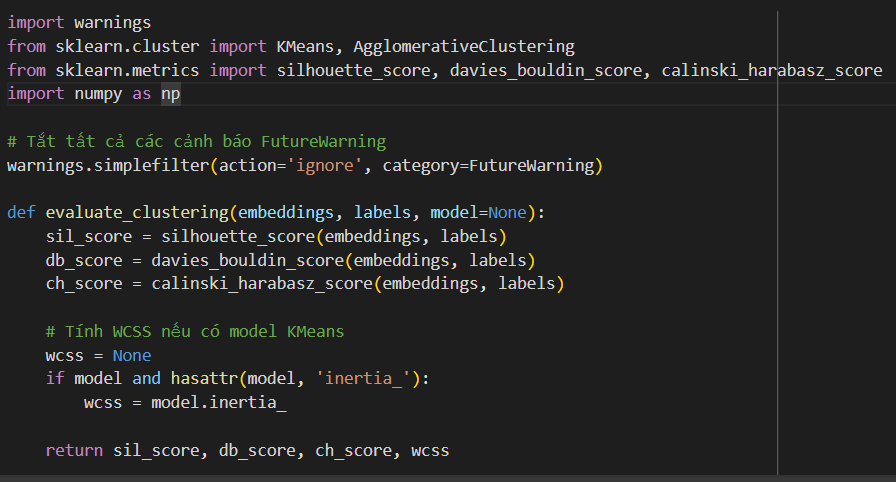 import warnings
from sklearn.cluster import KMeans, AgglomerativeClustering
from sklearn.metrics import silhouette_score, davies_bouldin_score, calinski_harabasz_score
import numpy as np

# Tắt tất cả các cảnh báo FutureWarning
warnings.simplefilter(action='ignore', category=FutureWarning)

def evaluate_clustering(embeddings, labels, model=None):
    sil_score = silhouette_score(embeddings, labels)
    db_score = davies_bouldin_score(embeddings, labels)
    ch_score = calinski_harabasz_score(embeddings, labels)

    # Tính WCSS nếu có model KMeans
    wcss = None
    if model and hasattr(model, 'inertia_'):
        wcss = model.inertia_

    return sil_score, db_score, ch_score, wcss